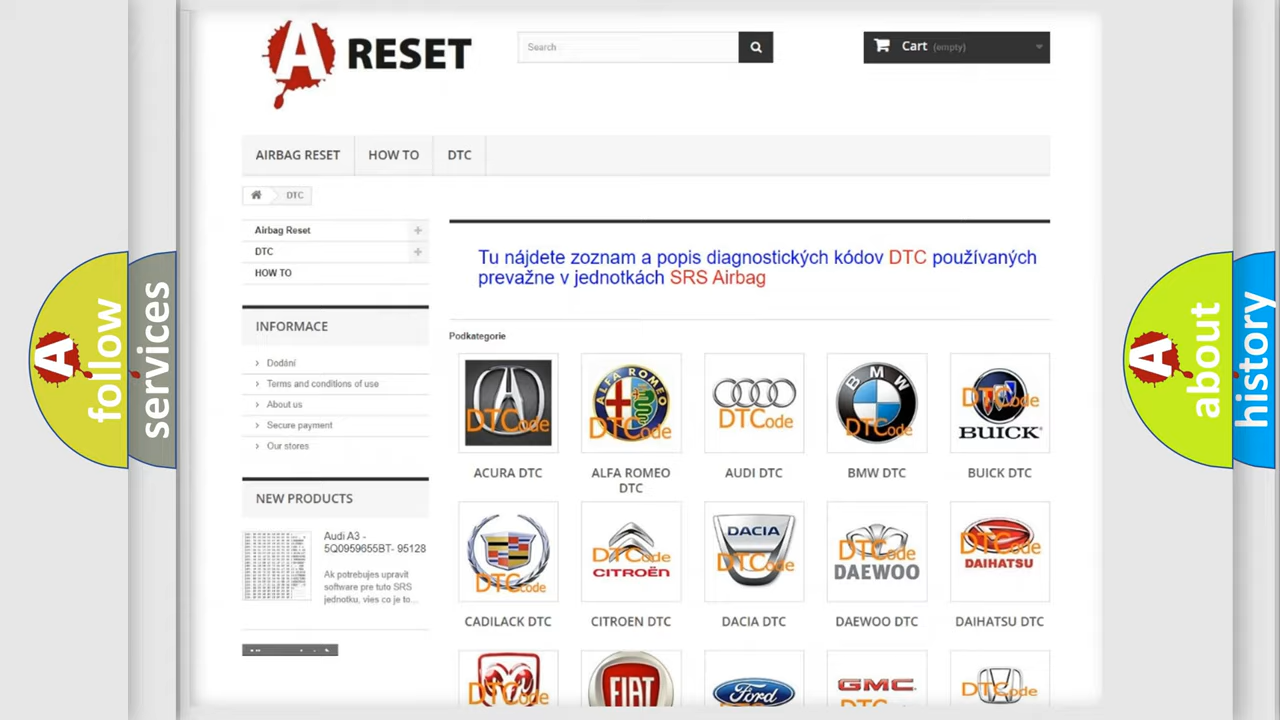 A RESET
Search
Cart (empty)
AIRBAG RESET
HOW TO
DTC
DTC
Airbag Reset
DTC
HOW TO
INFORMACE
Dodání
Terms and conditions of use
About us
Secure payment
Our stores
NEW PRODUCTS
Audi A3 -
5Q0959655BT- 95128
Ak potrebujes upravit
software pre tuto SRS
jednotku, vies co je to...
Tu nájdete zoznam a popis diagnostických kódov DTC používaných
prevažne v jednotkách SRS Airbag
Podkategorie
DTCode
ACURA DTC
ALFA ROMEO
DTCode
ALFA ROMEO
DTC
DTCode
AUDI DTC
BMW
DTCode
BMW DTC
DTCode
BUICK
BUICK DTC
DTCode
CADILACK DTC
DTCode
CITROËN
CITROEN DTC
DACIA
DTCode
DACIA DTC
DTCode
DAEWOO
DAEWOO DTC
DTCode
DAIHATSU
DAIHATSU DTC
DTCode
FIAT
Ford
GMC
DTCode
A follow
services
A about
history